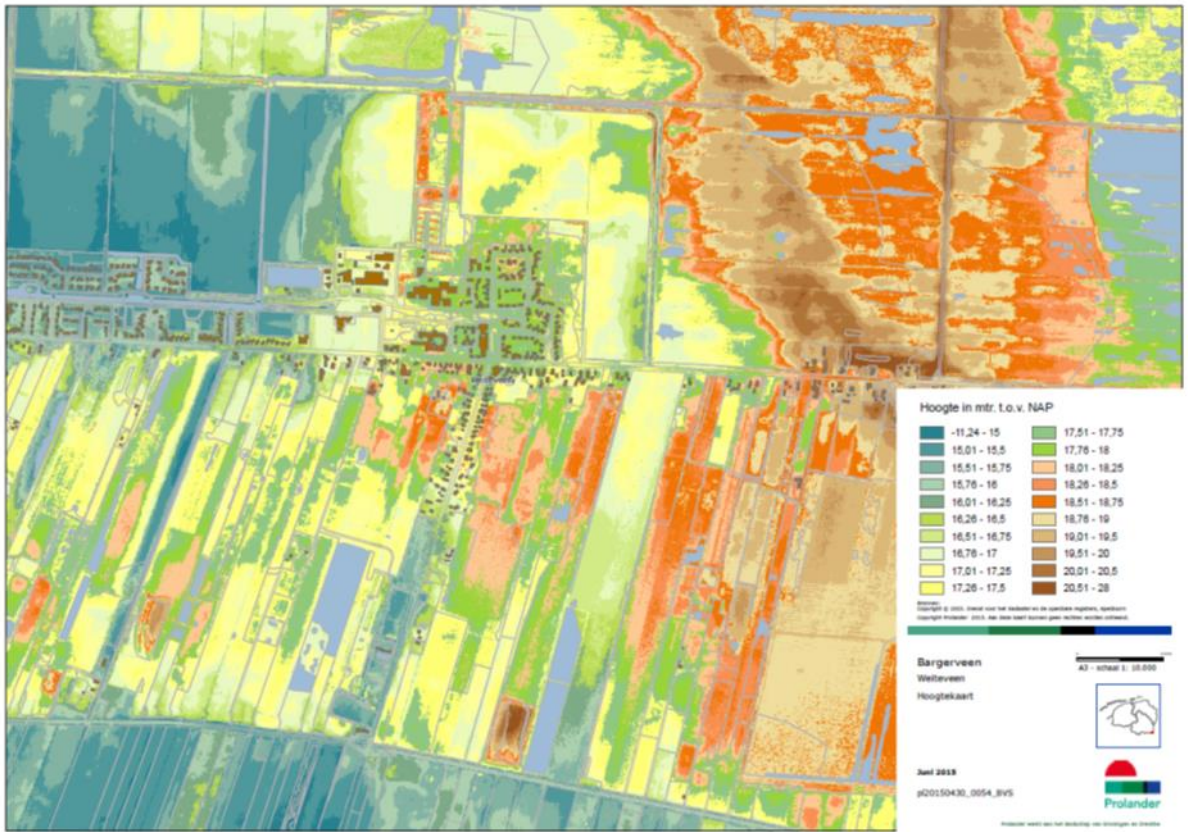 Hoogte in mtr. t.o.v. NAP
-11,24 - 15
15,01 - 15,5
15,51 - 15,75
15,76 - 16
16,01 - 16,25
16,26 - 16,5
16,51 - 16,75
16,76 - 17
17,01 - 17,25
17,26 - 17,5
17,51 - 17,75
17,76 - 18
18,01 - 18,25
18,26 - 18,5
18,51 - 18,75
18,76 - 19
19,01 - 19,5
19,51 - 20
20,01 - 20,5
20,51 - 28
Bronnen:
Bargerveen
Weiteveen
Hoogtekaart
A3 - schaal 1: 10.000
Juni 2015
pl20150430_0054_BVS
Prolander